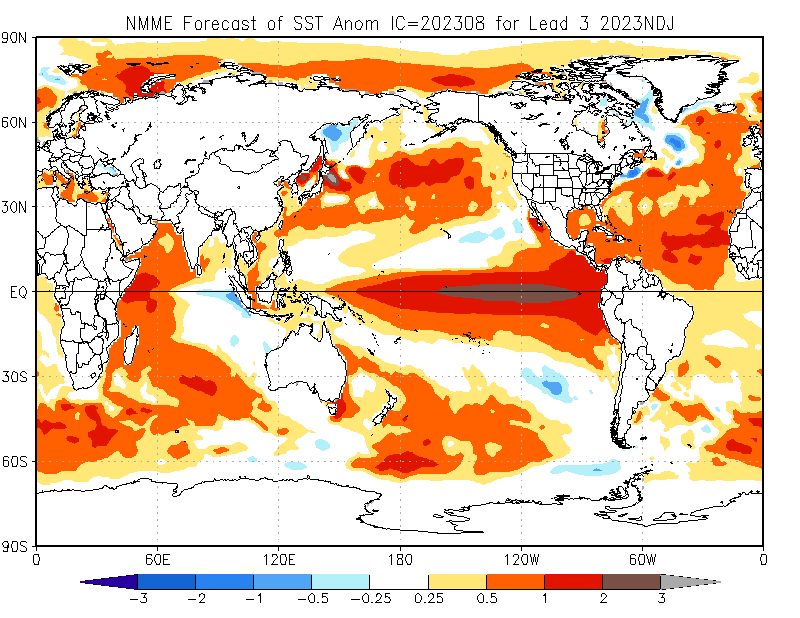 NMME Forecast of SST Anom IC=202308 for Lead 3 2023NDJ
90N
60N
30N
EQ
30S
60S
90S
0 60E 120E 180 120W 60W 0
-3 -2 -1 -0.5 -0.25 0.25 0.5 1 2 3